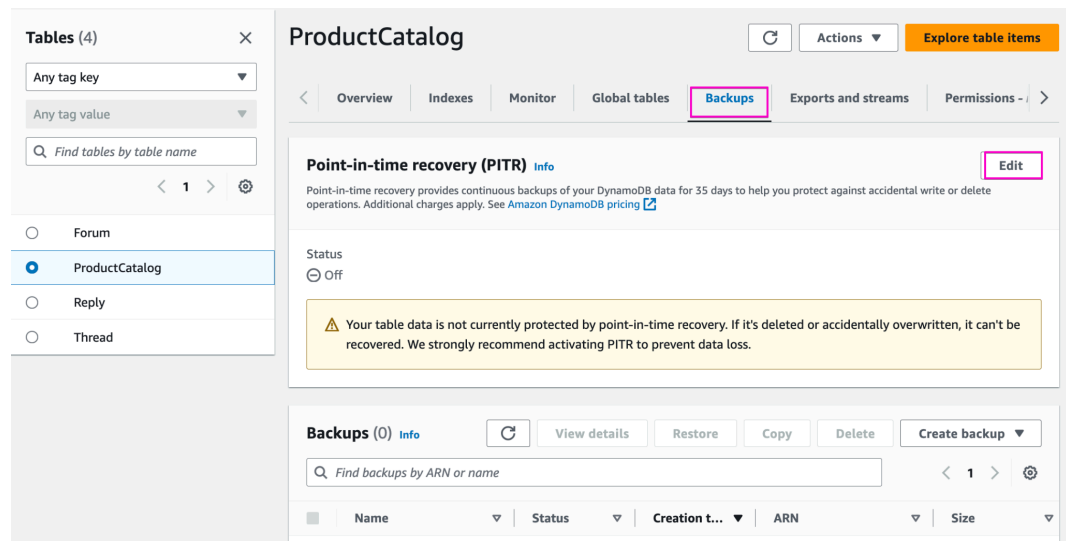 Tables (4)
Any tag key
Any tag value
Find tables by table name
1
Forum
ProductCatalog
Reply
Thread
ProductCatalog
Actions
Explore table items
Overview
Indexes
Monitor
Global tables
Backups
Exports and streams
Permissions -
Point-in-time recovery (PITR) Info
Edit
Point-in-time recovery provides continuous backups of your DynamoDB data for 35 days to help you protect against accidental write or delete
operations. Additional charges apply. See Amazon DynamoDB pricing
Status
Off
Your table data is not currently protected by point-in-time recovery. If it's deleted or accidentally overwritten, it can't be
recovered. We strongly recommend activating PITR to prevent data loss.
Backups (0) Info
View details
Restore
Copy
Delete
Create backup
Find backups by ARN or name
1
Name
Status
Creation t...
ARN
Size